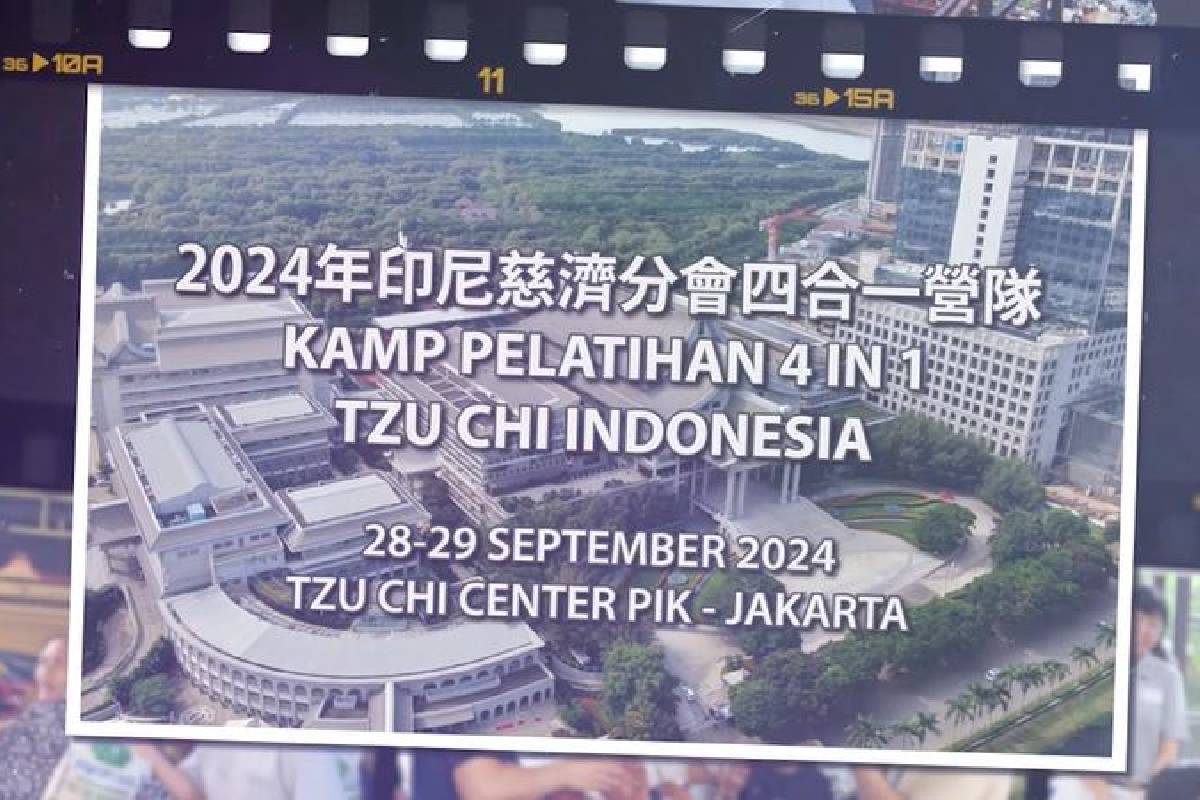 36 ▶10A
11
36 ▶15A
2024年印尼慈濟分會四合一營隊
KAMP PELATIHAN 4 IN 1
TZU CHI INDONESIA
28-29 SEPTEMBER 2024
TZU CHI CENTER PIK - JAKARTA